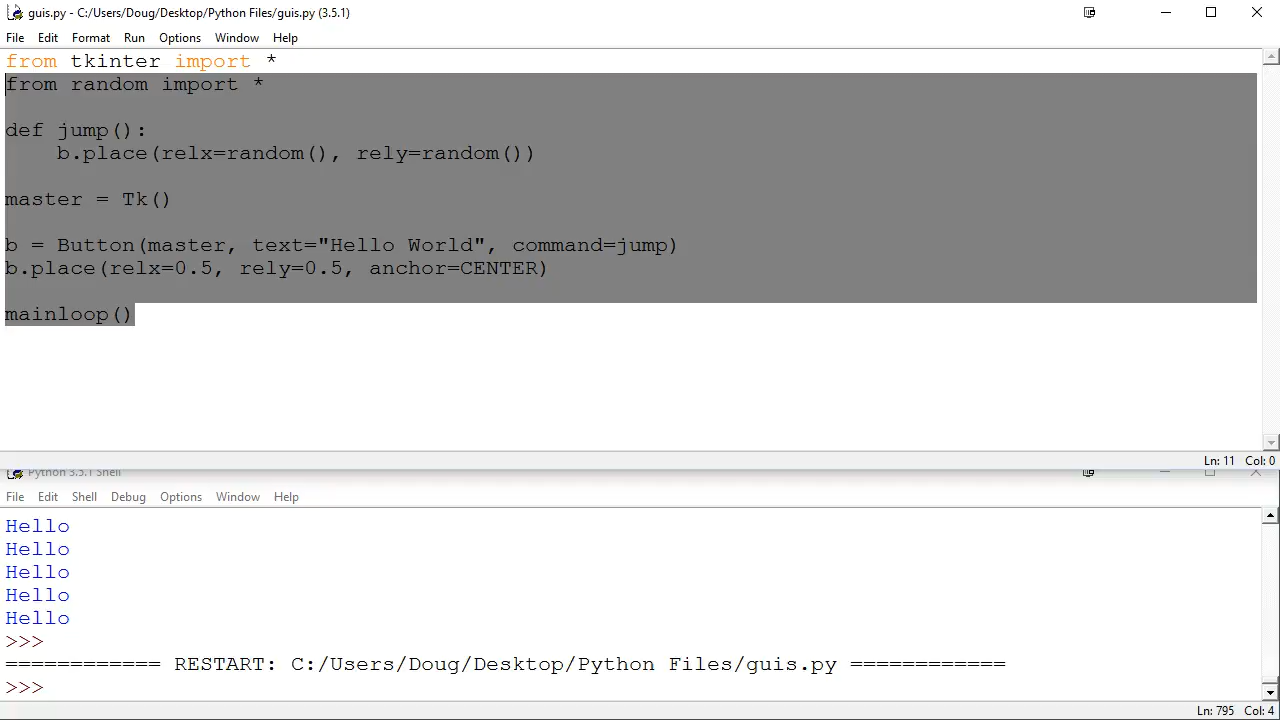 guis.py - C:/Users/Doug/Desktop/Python Files/guis.py (3.5.1)
File Edit Format Run Options Window Help
from tkinter import *
from random import *
def jump():
    b.place(relx=random(), rely=random())
master = Tk()
b = Button(master, text="Hello World", command=jump)
b.place(relx=0.5, rely=0.5, anchor=CENTER)
mainloop()
Ln: 11 Col: 0
Python 3.5.1 Shell
File Edit Shell Debug Options Window Help
Hello
Hello
Hello
Hello
Hello
>>>
============ RESTART: C:/Users/Doug/Desktop/Python Files/guis.py ============
>>>
Ln: 795 Col: 4